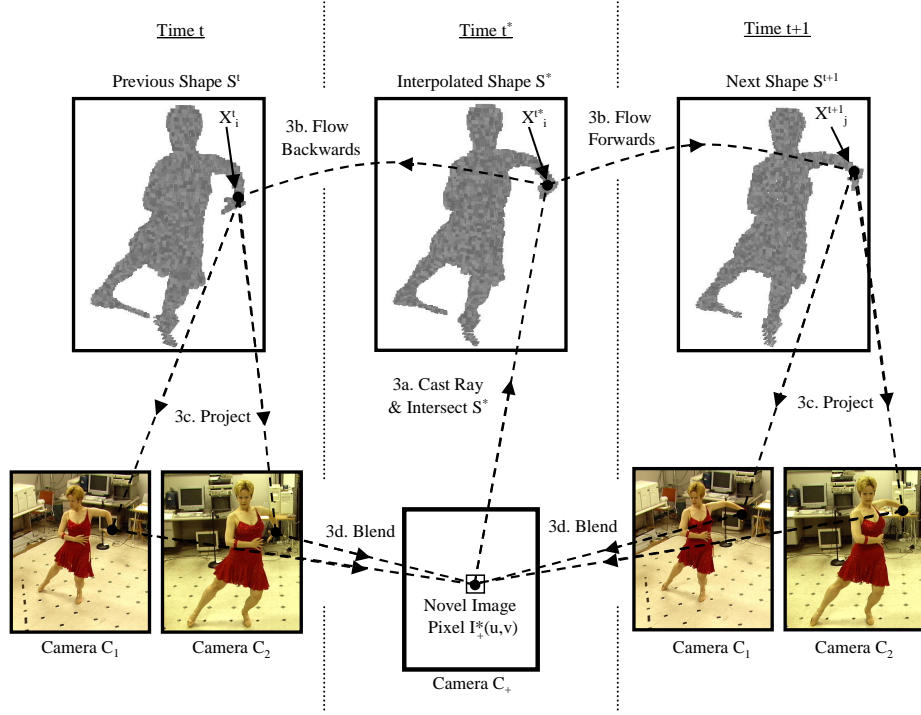 Time t
Time t*
Time t+1
Previous Shape S^t
Interpolated Shape S^*
Next Shape S^{t+1}
X^t_i
3b. Flow
Backwards
X^{t*}_i
3b. Flow
Forwards
X^{t+1}_j
3a. Cast Ray
& Intersect S^*
3c. Project
3c. Project
3d. Blend
3d. Blend
Novel Image
Pixel I^*_+(u,v)
Camera C_1
Camera C_2
Camera C_+
Camera C_1
Camera C_2